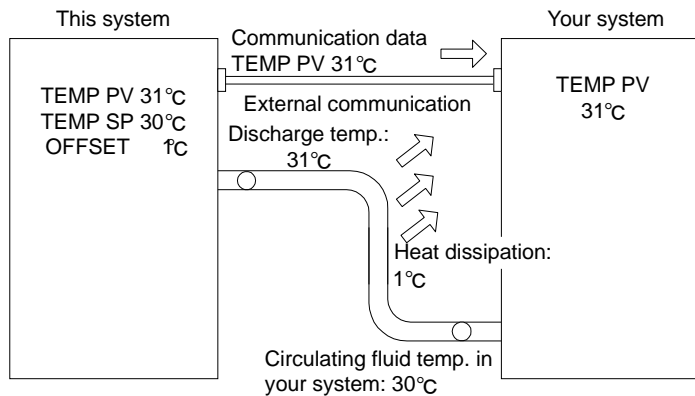 This system
Your system
Communication data
TEMP PV 31°C
External communication
TEMP PV 31°C
TEMP SP 30°C
OFFSET 1°C
TEMP PV
31°C
Discharge temp.:
31°C
Heat dissipation:
1°C
Circulating fluid temp. in
your system: 30°C